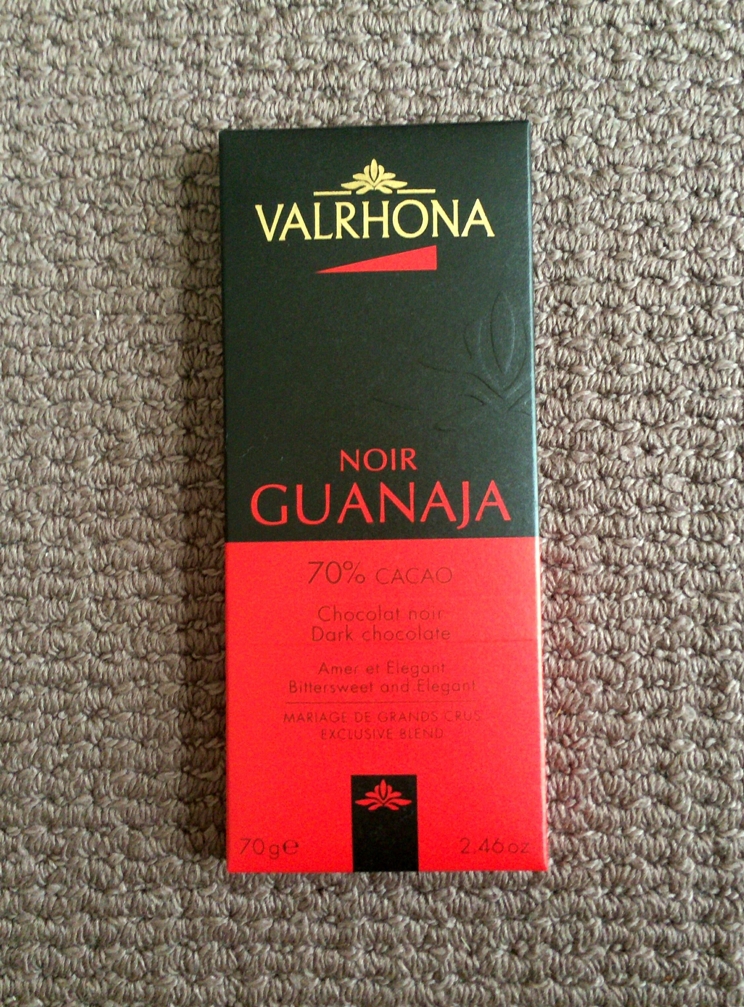 VALRHONA
NOIR
GUANAJA
70% CACAO
Chocolat noir
Dark chocolate
Amer et Elegant
Bittersweet and Elegant
MARIAGE DE GRANDS CRUS
EXCLUSIVE BLEND
70g℮ 2.46oz